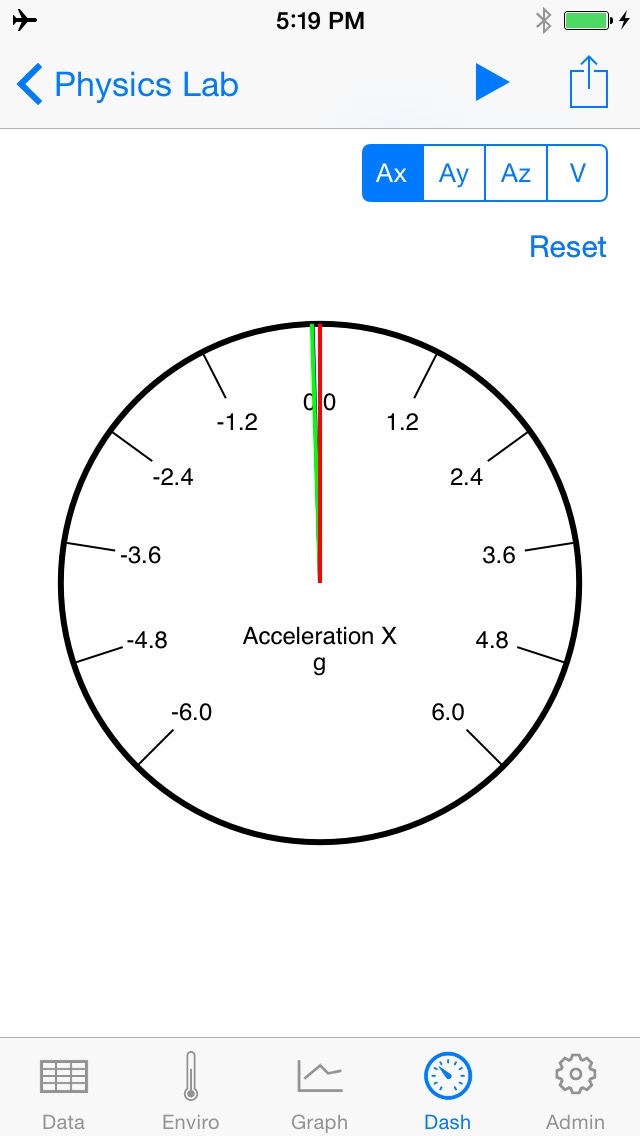 5:19 PM
Physics Lab
Ax Ay Az V
Reset
0.0
-1.2 1.2
-2.4 2.4
-3.6 3.6
Acceleration X
-4.8 4.8
g
-6.0 6.0
Data Enviro Graph Dash Admin